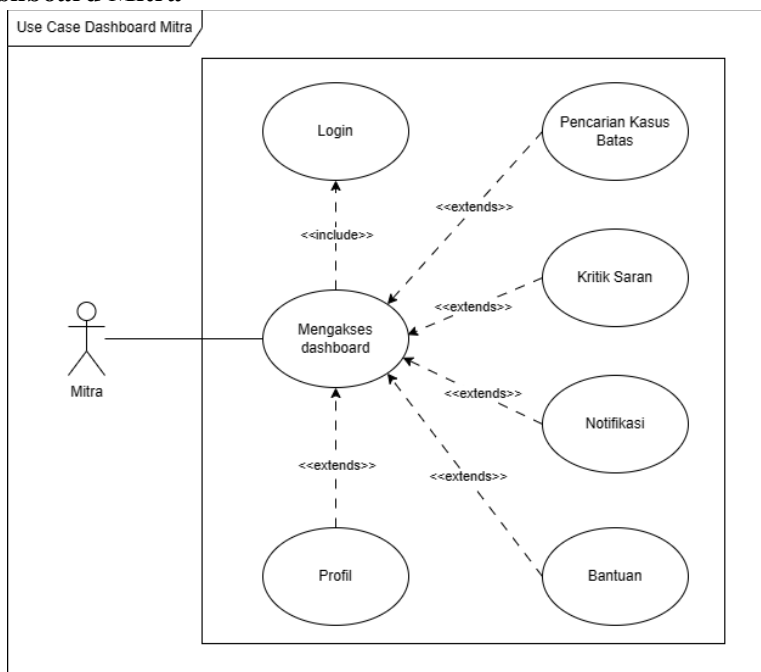 Use Case Dashboard Mitra
Login
Pencarian Kasus
Batas
<<extends>>
<<include>>
Kritik Saran
<<extends>>
Mengakses
dashboard
Mitra
<<extends>>
Notifikasi
<<extends>>
<<extends>>
Profil
Bantuan